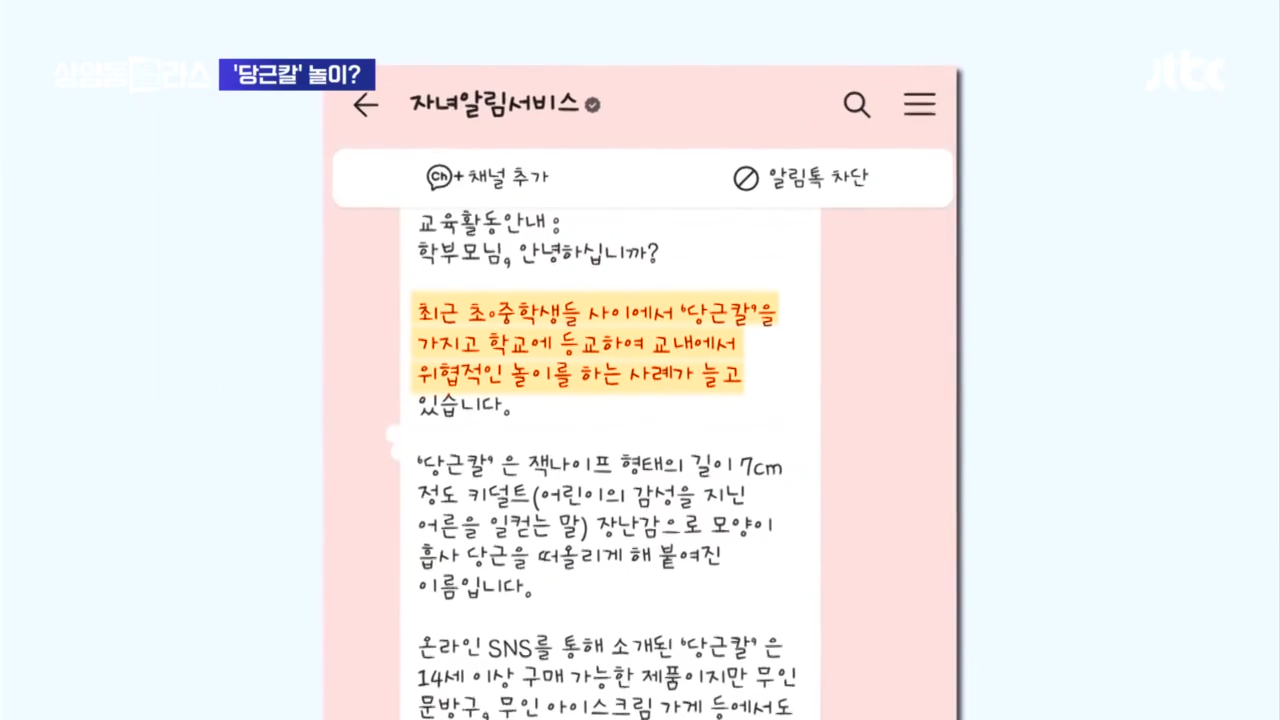 상암동클라스
'당근칼' 놀이?
jtbc
자녀알림서비스
Ch+ 채널 추가
알림톡 차단
교육활동안내 :
학부모님, 안녕하십니까?
최근 초·중학생들 사이에서 '당근칼'을
가지고 학교에 등교하여 교내에서
위협적인 놀이를 하는 사례가 늘고
있습니다.
'당근칼' 은 잭나이프 형태의 길이 7cm
정도 키덜트(어린이의 감성을 지닌
어른을 일컫는 말) 장난감으로 모양이
흡사 당근을 떠올리게 해 붙여진
이름입니다.
온라인 SNS를 통해 소개된 '당근칼' 은
14세 이상 구매 가능한 제품이지만 무인
문방구, 무인 아이스크림 가게 등에서도